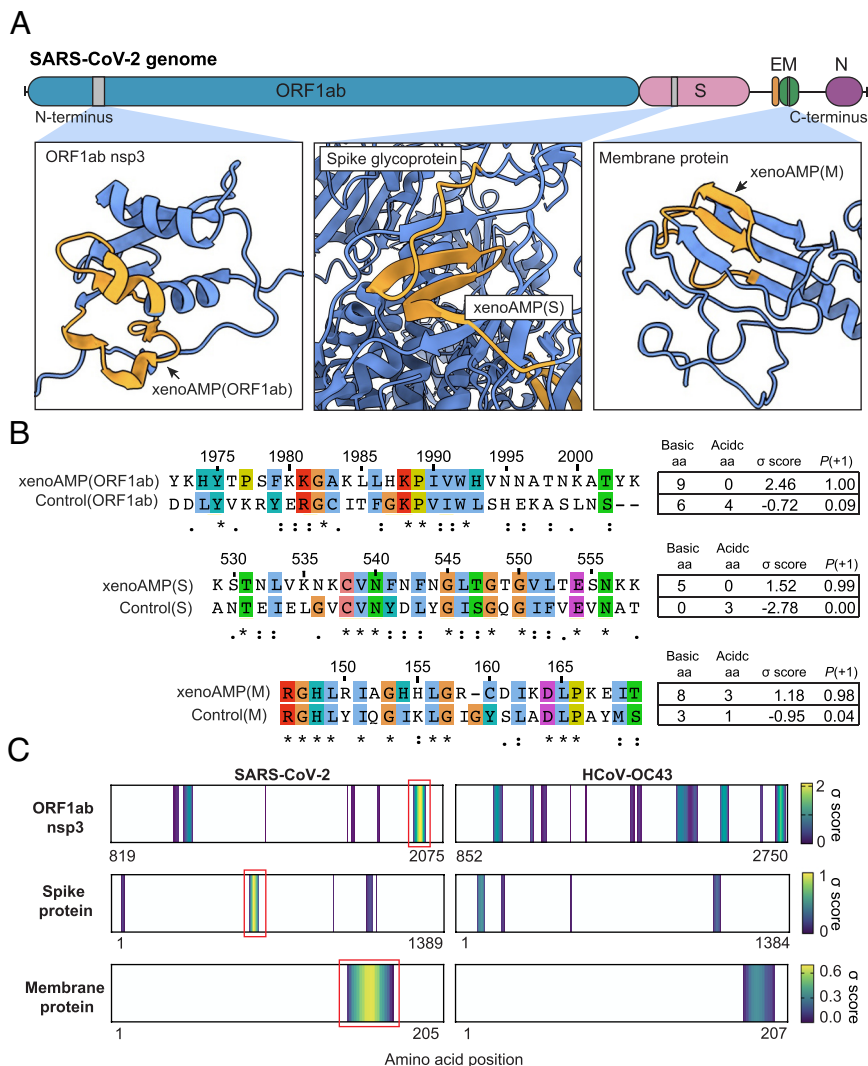 A
SARS-CoV-2 genome
ORF1ab
S
EM
N
N-terminus
C-terminus
ORF1ab nsp3
xenoAMP(ORF1ab)
Spike glycoprotein
xenoAMP(S)
Membrane protein
xenoAMP(M)
B
1975 1980 1985 1990 1995 2000
xenoAMP(ORF1ab) YKHYTPSFKKGAKLLHKPIVWHVNNATNKATYK
Control(ORF1ab) DDLYVKRYERGCITFGKPVIWLSHEKARSLNS--
. * : : * . : * * : : * . . . :
Basic aa Acidc aa σ score P(+1)
9 0 2.46 1.00
6 4 -0.72 0.09
530 535 540 545 550 555
xenoAMP(S) KSTNLVKNKCVNFNFNGLTGTGVLTESNKK
Control(S) ANTEIELGVCVNYDLYGISGQGIFVEVNAT
. * : : . * * * : : * : : * * : : . * *
Basic aa Acidc aa σ score P(+1)
5 0 1.52 0.99
0 3 -2.78 0.00
150 155 160 165
xenoAMP(M) RGHLRIAGHHLGR-CDIKDLPKEIT
Control(M) RGHLYIQGIKLGIGYSLADLPAYMS
* * * * * * : * * . : * * * : :
Basic aa Acidc aa σ score P(+1)
8 3 1.18 0.98
3 1 -0.95 0.04
C
SARS-CoV-2
HCoV-OC43
ORF1ab
nsp3
819 2075
852 2750
2
1
0
σ score
Spike
protein
1 1389
1 1384
1
0
σ score
Membrane
protein
1 205
1 207
0.6
0.3
0.0
σ score
Amino acid position